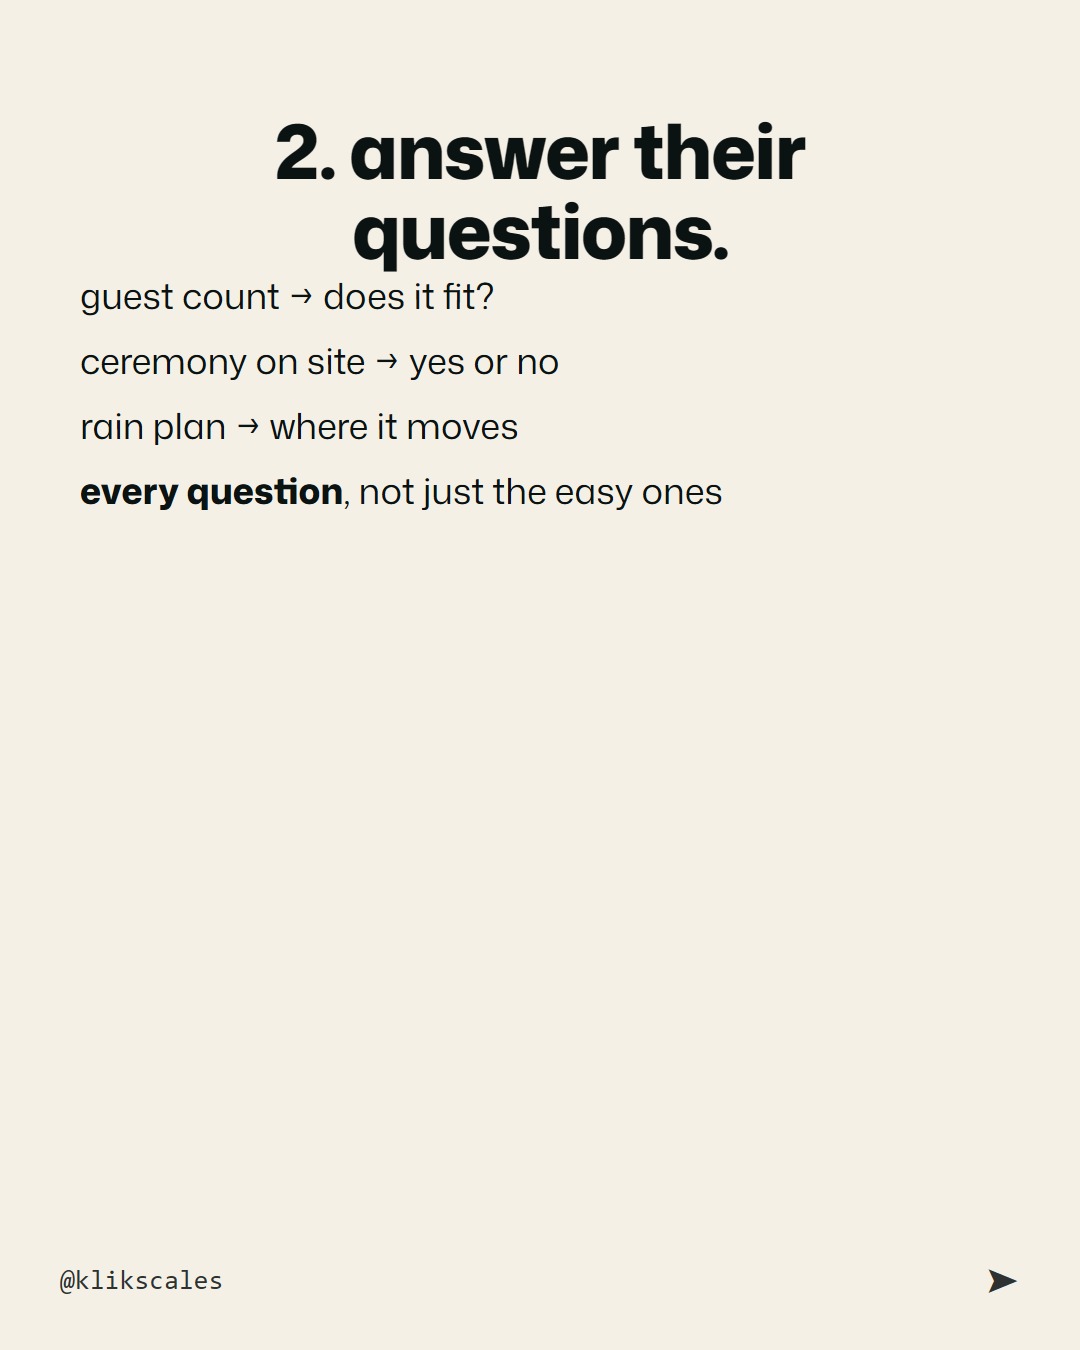 2. answer their
questions.
guest count → does it fit?
ceremony on site → yes or no
rain plan → where it moves
every question, not just the easy ones
@klikscales